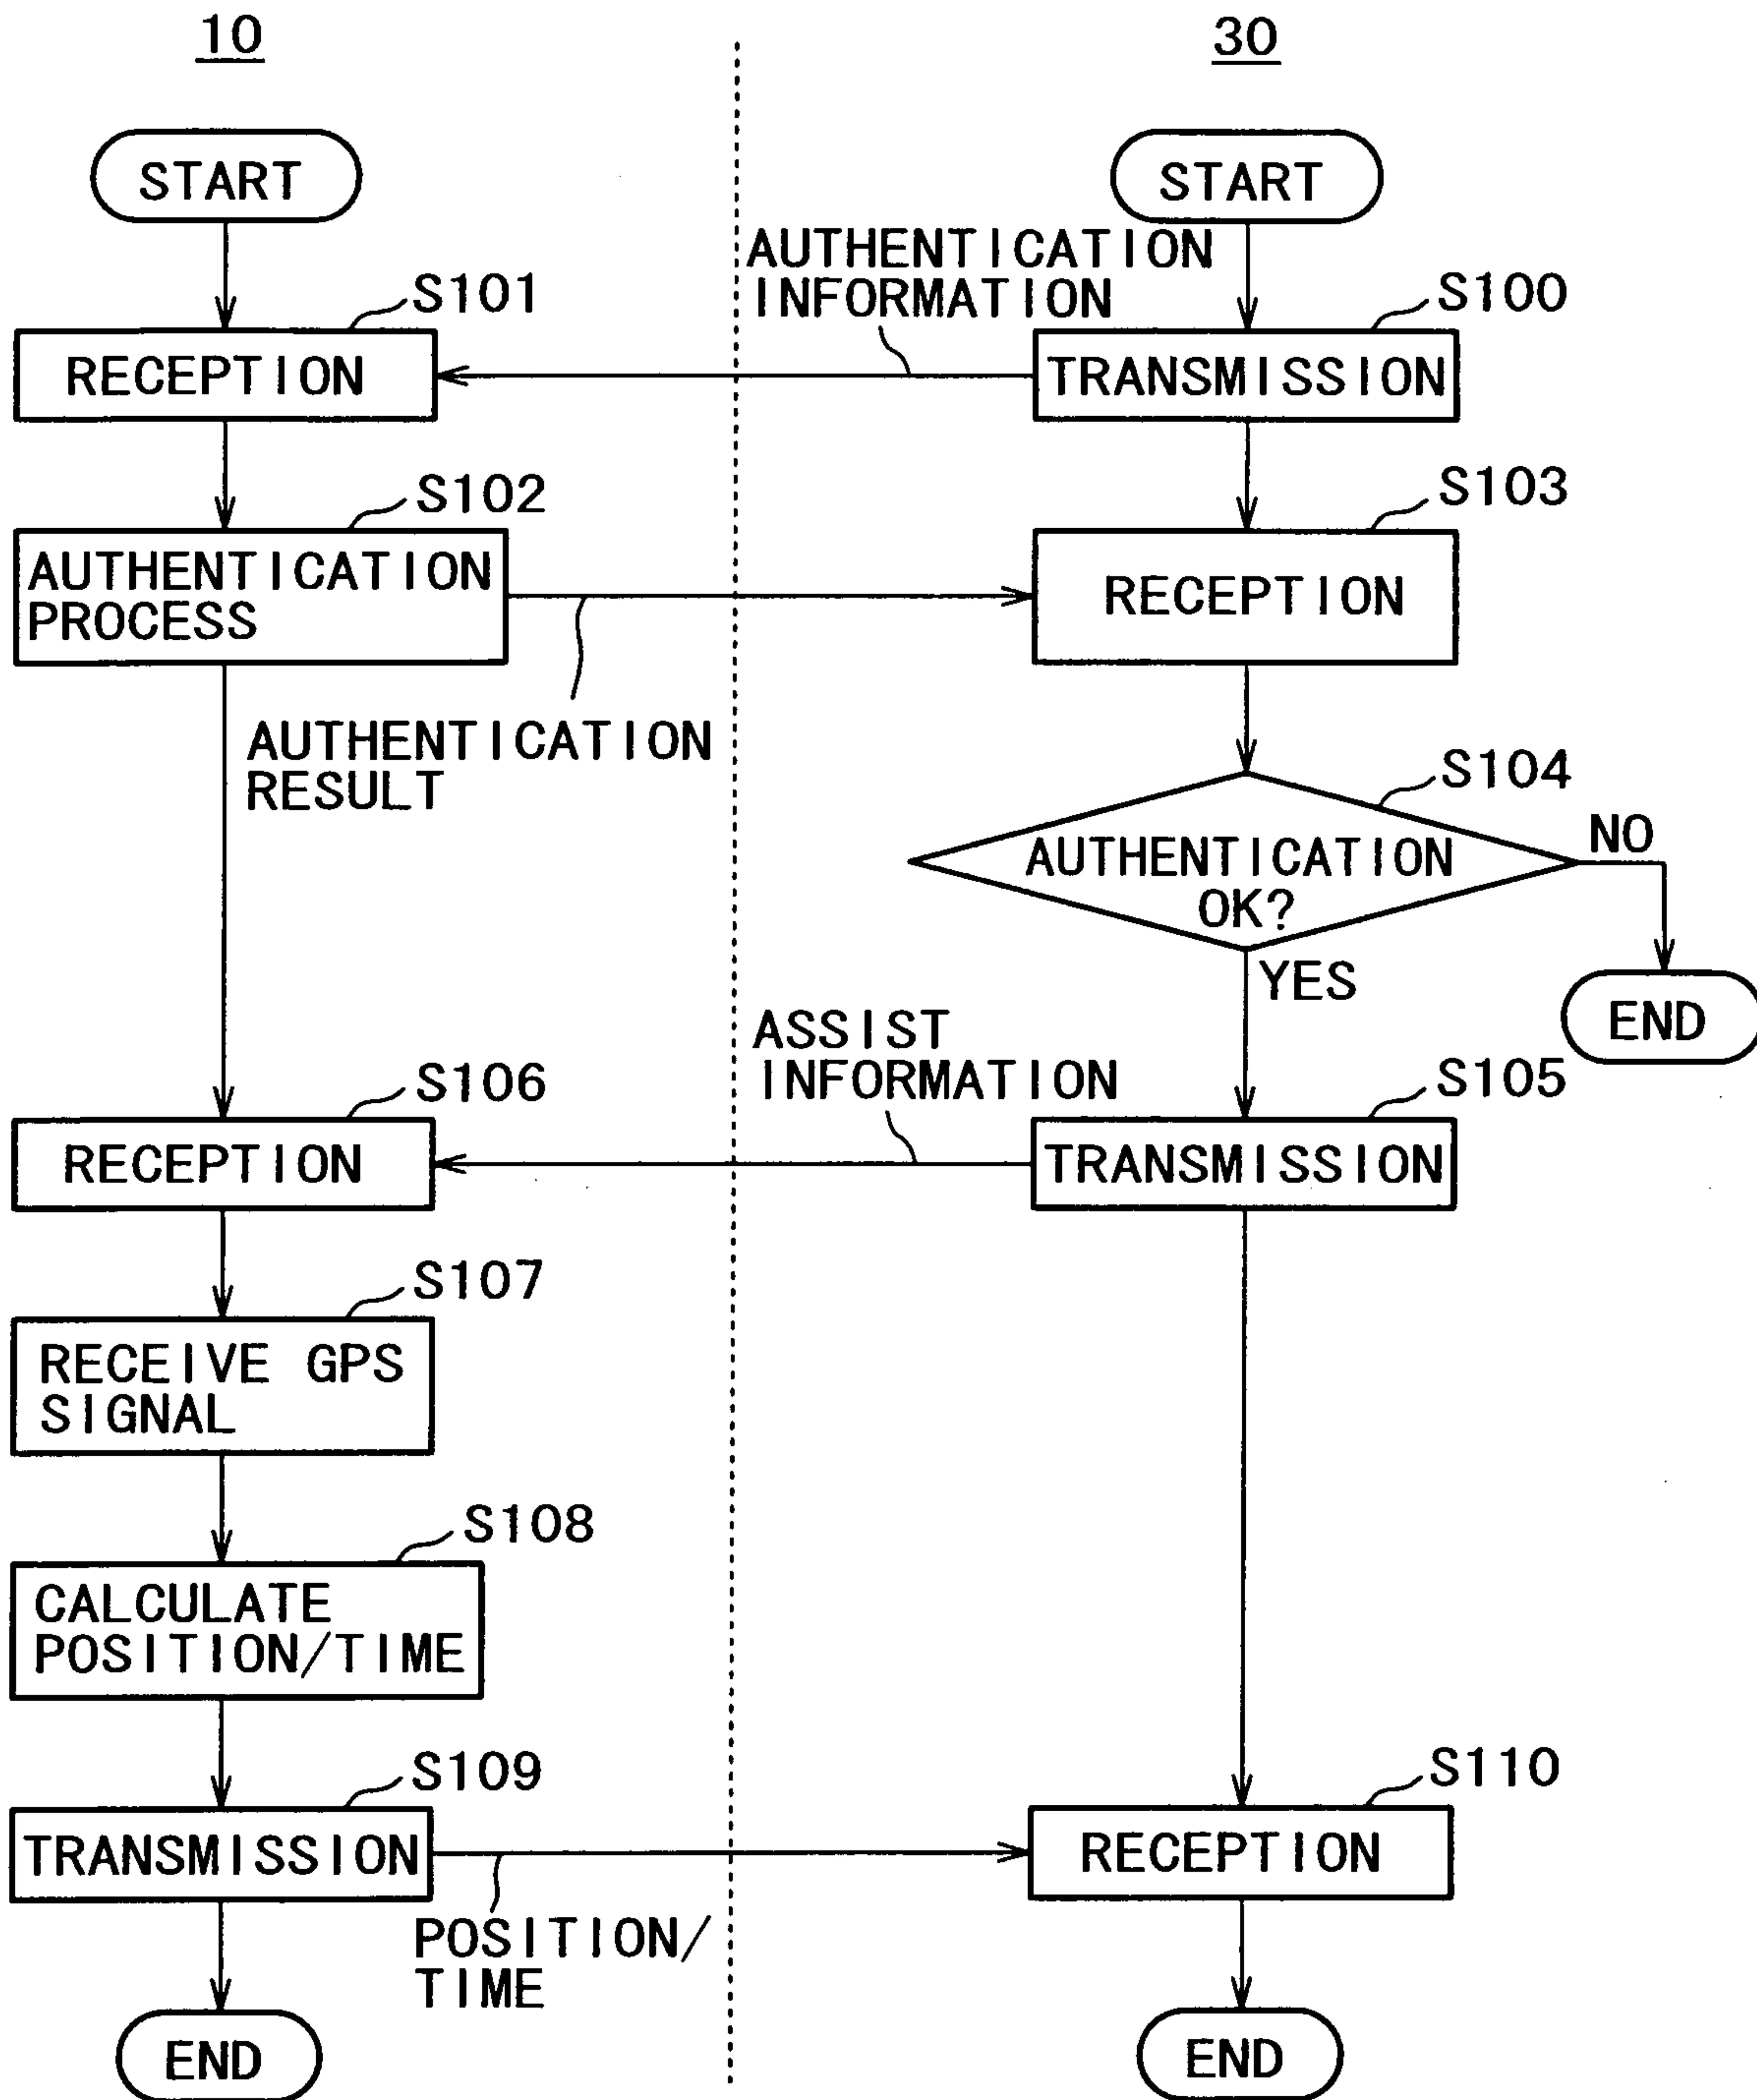 10
30
START
START
AUTHENTICATION
INFORMATION
S101
S100
RECEPTION
TRANSMISSION
S102
S103
AUTHENTICATION
PROCESS
RECEPTION
AUTHENTICATION
RESULT
S104
NO
AUTHENTICATION
OK?
YES
END
ASSIST
INFORMATION
S106
S105
RECEPTION
TRANSMISSION
S107
RECEIVE GPS
SIGNAL
S108
CALCULATE
POSITION/TIME
S109
S110
TRANSMISSION
RECEPTION
POSITION/
TIME
END
END